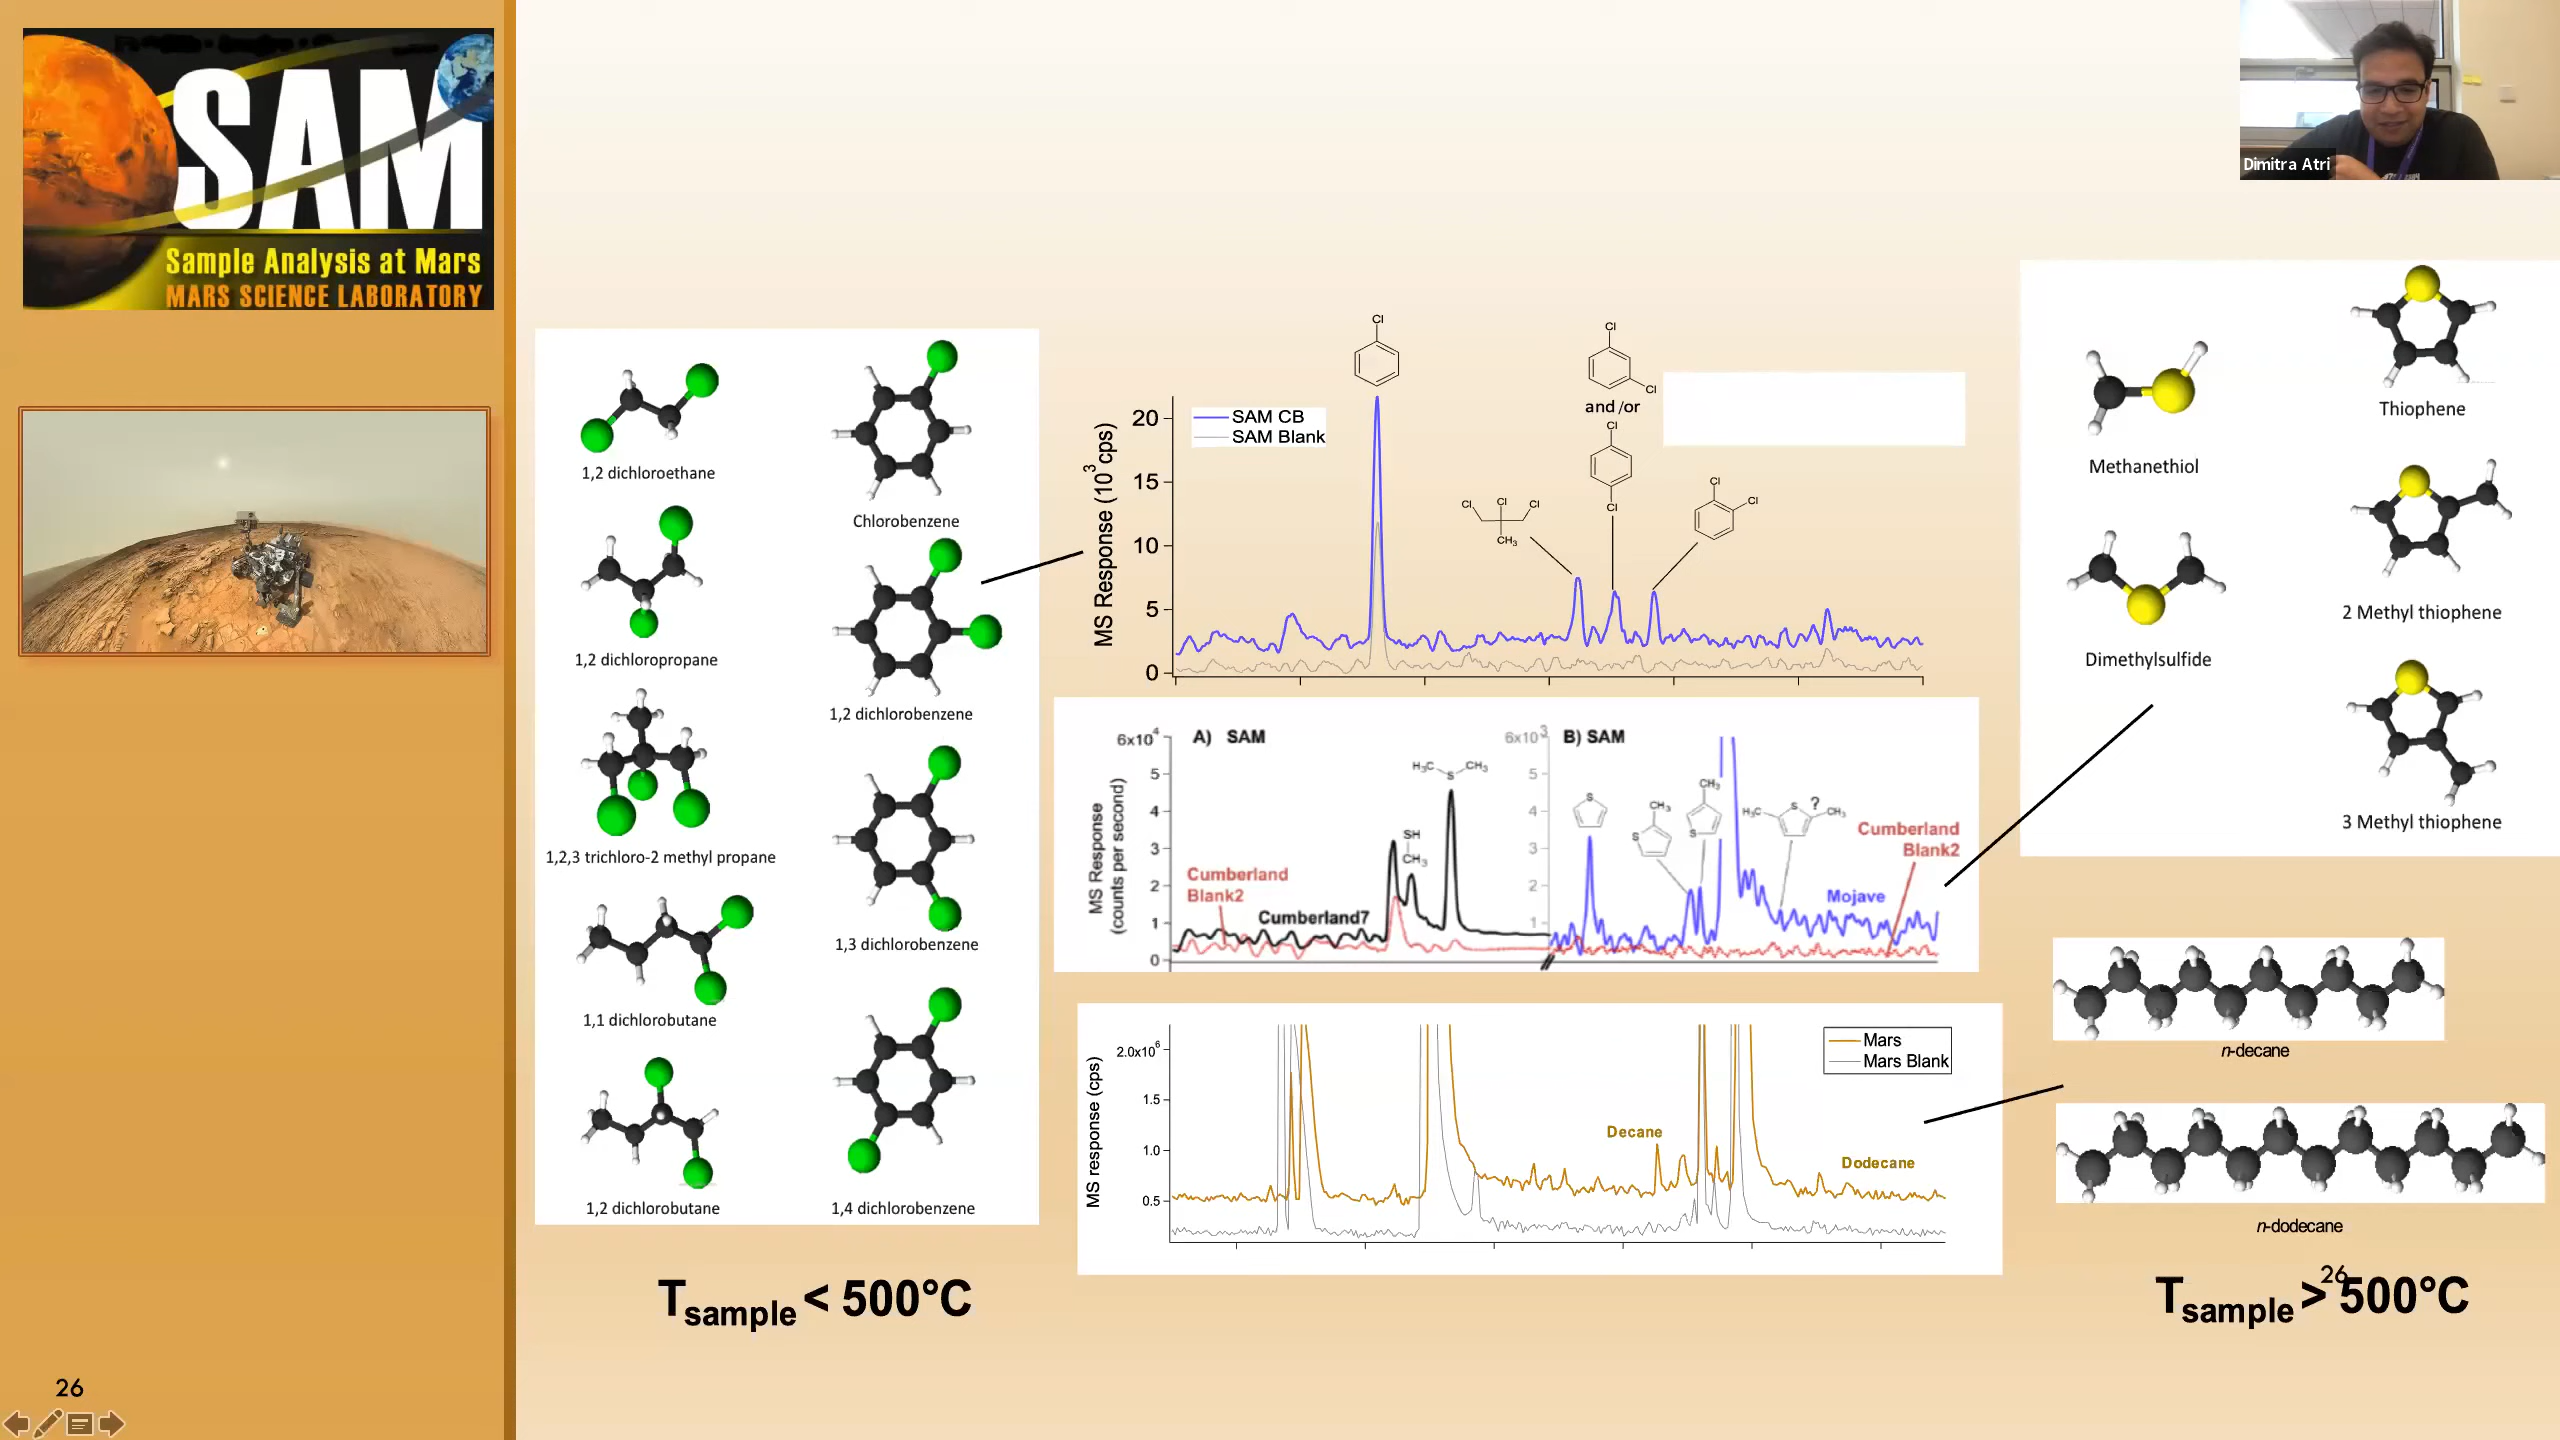 SAM
Sample Analysis at Mars
MARS SCIENCE LABORATORY
Dimitra Atri
1,2 dichloroethane
Chlorobenzene
1,2 dichloropropane
1,2 dichlorobenzene
1,2,3 trichloro-2 methyl propane
1,3 dichlorobenzene
1,1 dichlorobutane
1,2 dichlorobutane
1,4 dichlorobenzene
Tsample < 500°C
MS Response (10³cps)
20
15
10
5
0
SAM CB
SAM Blank
Cl
Cl
Cl
and/or
Cl
Cl
Cl
Cl
Cl
CH₃
Cl
Cl
MS Response
(counts per second)
6x10⁴
5
4
3
2
1
0
A) SAM
H₃C
S
CH₃
SH
CH₃
Cumberland
Blank2
Cumberland7
6x10³
5
4
3
2
1
B) SAM
S
CH₃
S
CH₃
S
H₃C
S
?
CH₃
Cumberland
Blank2
Mojave
MS response (cps)
2.0x10⁶
1.5
1.0
0.5
Mars
Mars Blank
Decane
Dodecane
Thiophene
Methanethiol
2 Methyl thiophene
Dimethylsulfide
3 Methyl thiophene
n-decane
n-dodecane
26
Tsample > 500°C
26